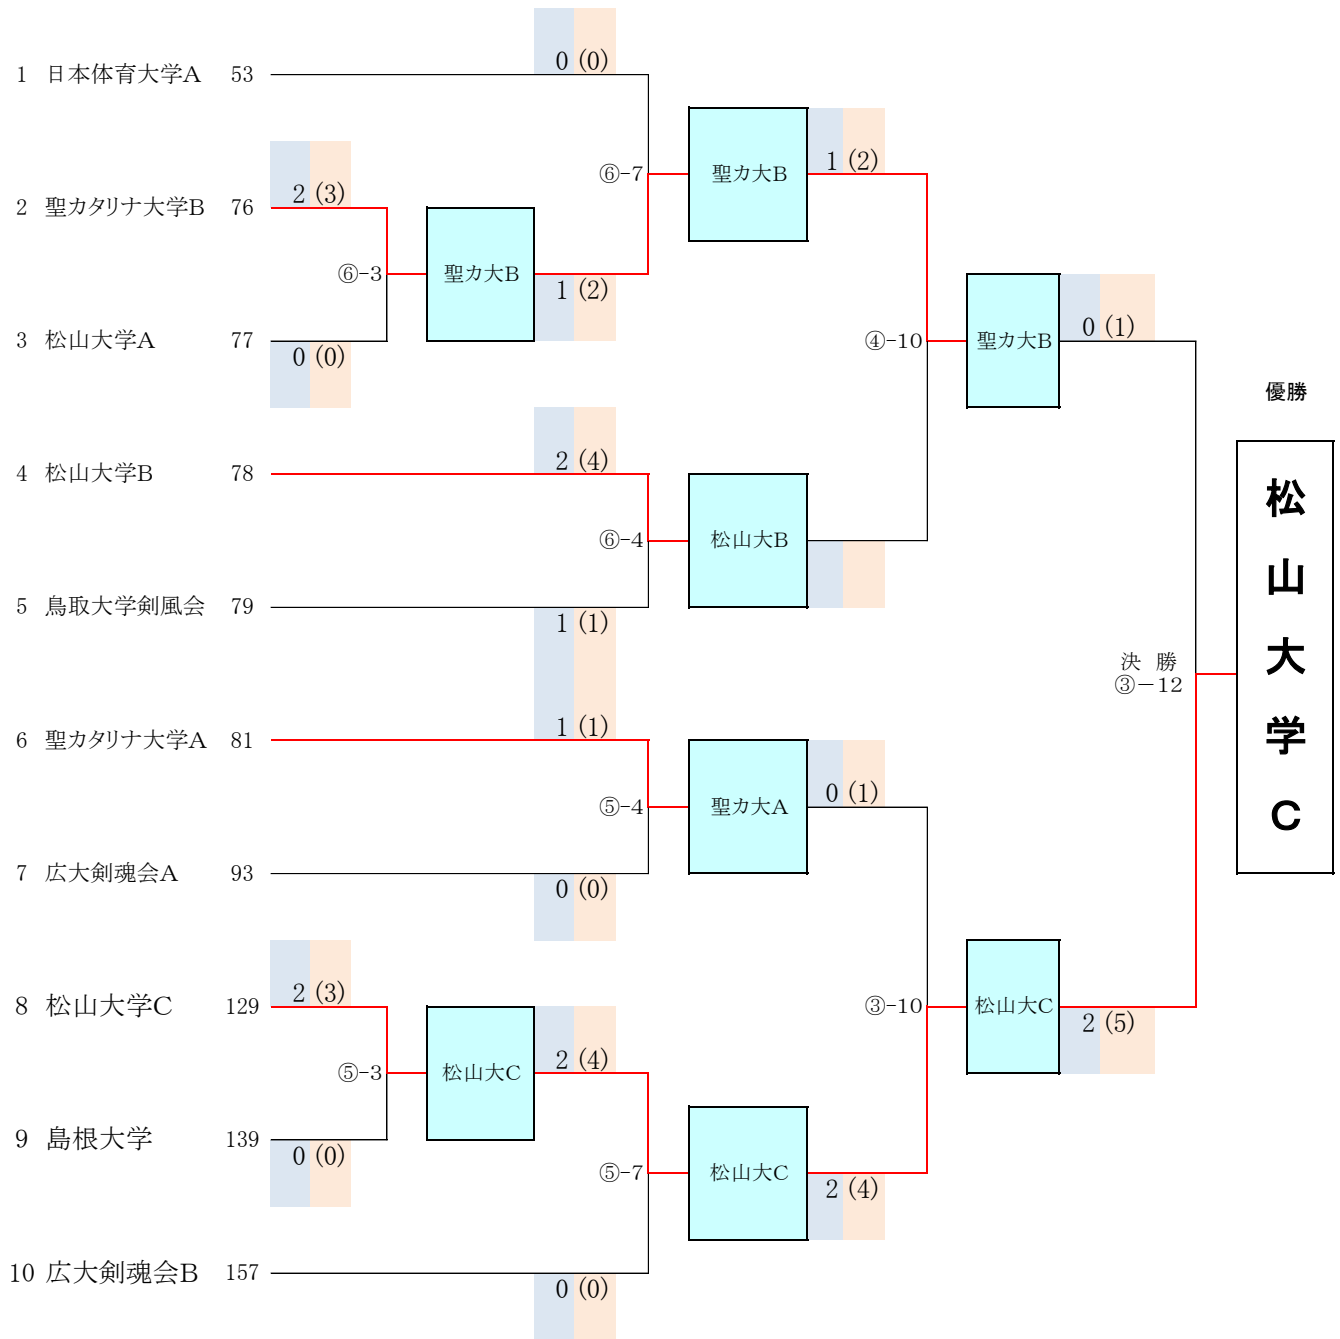 0 (0)
1 日本体育大学A 53
⑥-7
聖カ大B
1 (2)
2 (3)
2 聖カタリナ大学B 76
⑥-3
聖カ大B
1 (2)
3 松山大学A 77
0 (0)
④-10
聖カ大B
0 (1)
優勝
松山大学C
2 (4)
4 松山大学B 78
⑥-4
松山大B
5 鳥取大学剣風会 79
1 (1)
決 勝
③-12
1 (1)
6 聖カタリナ大学A 81
⑤-4
聖カ大A
0 (1)
7 広大剣魂会A 93
0 (0)
2 (3)
8 松山大学C 129
③-10
松山大C
2 (5)
⑤-3
松山大C
2 (4)
9 島根大学 139
0 (0)
⑤-7
松山大C
2 (4)
10 広大剣魂会B 157
0 (0)